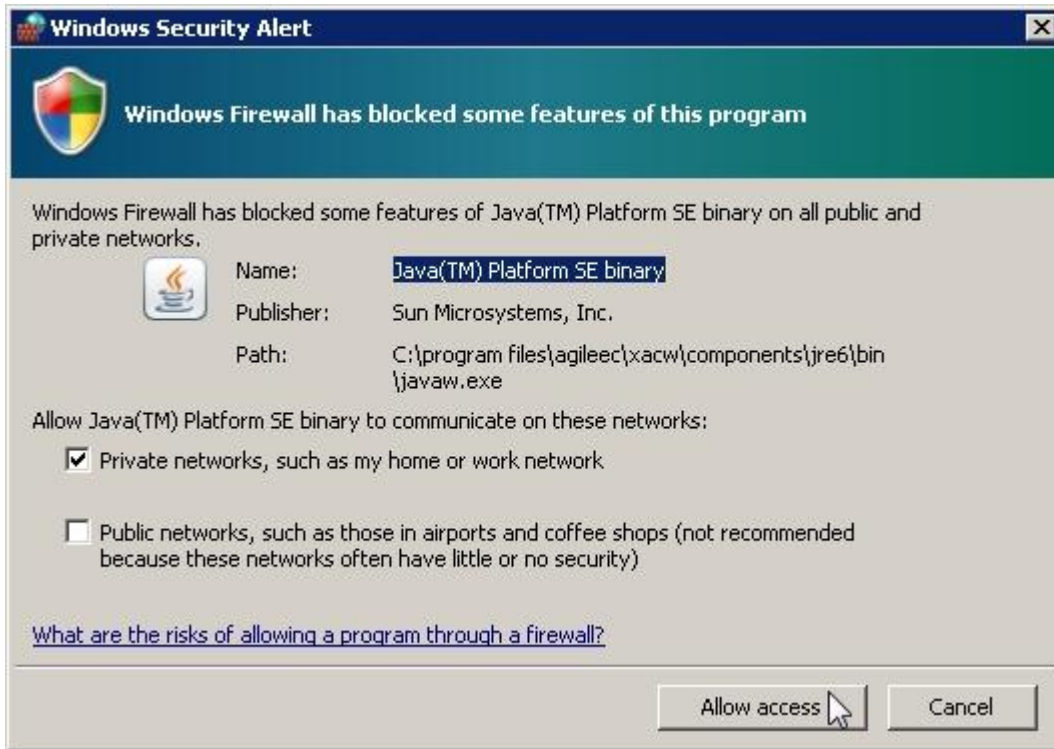 Windows Security Alert
Windows Firewall has blocked some features of this program
Windows Firewall has blocked some features of Java(TM) Platform SE binary on all public and
private networks.
Name: Java(TM) Platform SE binary
Publisher: Sun Microsystems, Inc.
Path: C:\program files\agileec\xacw\components\jre6\bin
\javaw.exe
Allow Java(TM) Platform SE binary to communicate on these networks:
Private networks, such as my home or work network
Public networks, such as those in airports and coffee shops (not recommended
because these networks often have little or no security)
What are the risks of allowing a program through a firewall?
Allow access Cancel